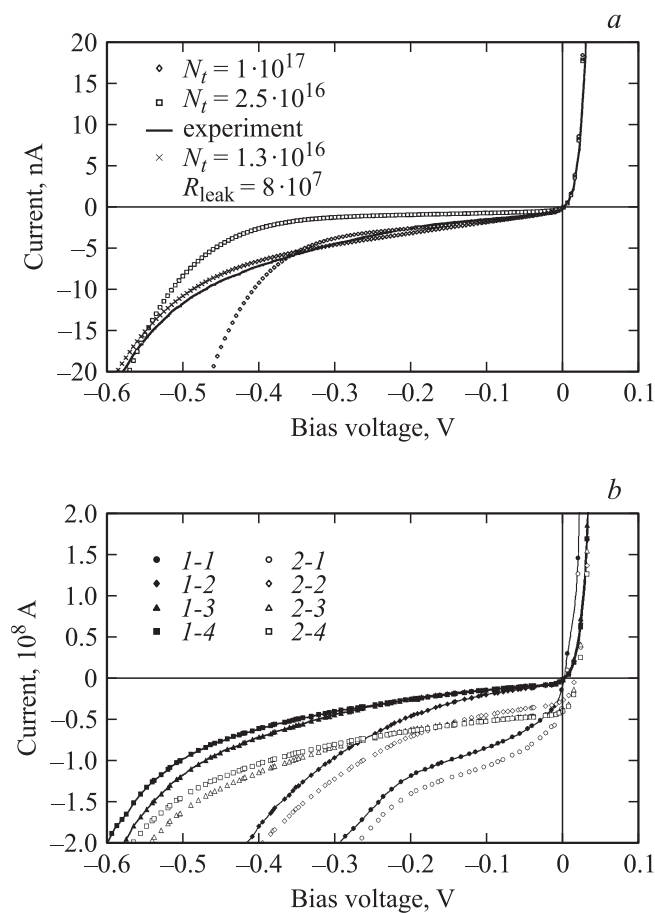 a
20
15
10
5
0
–5
–10
–15
–20
Current, nA
N_t = 1·10^17
N_t = 2.5·10^16
experiment
N_t = 1.3·10^16
R_leak = 8·10^7
–0.6 –0.5 –0.4 –0.3 –0.2 –0.1 0 0.1
Bias voltage, V
b
2.0
1.5
1.0
0.5
0
–0.5
–1.0
–1.5
–2.0
Current, 10^8 A
1-1 2-1
1-2 2-2
1-3 2-3
1-4 2-4
–0.6 –0.5 –0.4 –0.3 –0.2 –0.1 0 0.1
Bias voltage, V